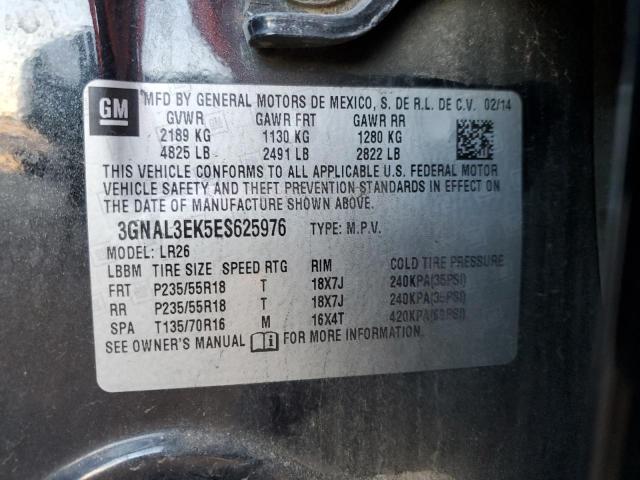 GM
MFD BY GENERAL MOTORS DE MEXICO, S. DE R.L. DE C.V. 02/14
GVWR GAWR FRT GAWR RR
2189 KG 1130 KG 1280 KG
4825 LB 2491 LB 2822 LB
THIS VEHICLE CONFORMS TO ALL APPLICABLE U.S. FEDERAL MOTOR
VEHICLE SAFETY AND THEFT PREVENTION STANDARDS IN EFFECT ON
THE DATE OF MANUFACTURE SHOWN ABOVE.
3GNAL3EK5ES625976 TYPE: M.P.V.
MODEL: LR26
LBBM TIRE SIZE SPEED RTG RIM COLD TIRE PRESSURE
FRT P235/55R18 T 18X7J 240KPA(35PSI)
RR P235/55R18 T 18X7J 240KPA(35PSI)
SPA T135/70R16 M 16X4T 420KPA(60PSI)
SEE OWNER'S MANUAL i FOR MORE INFORMATION.